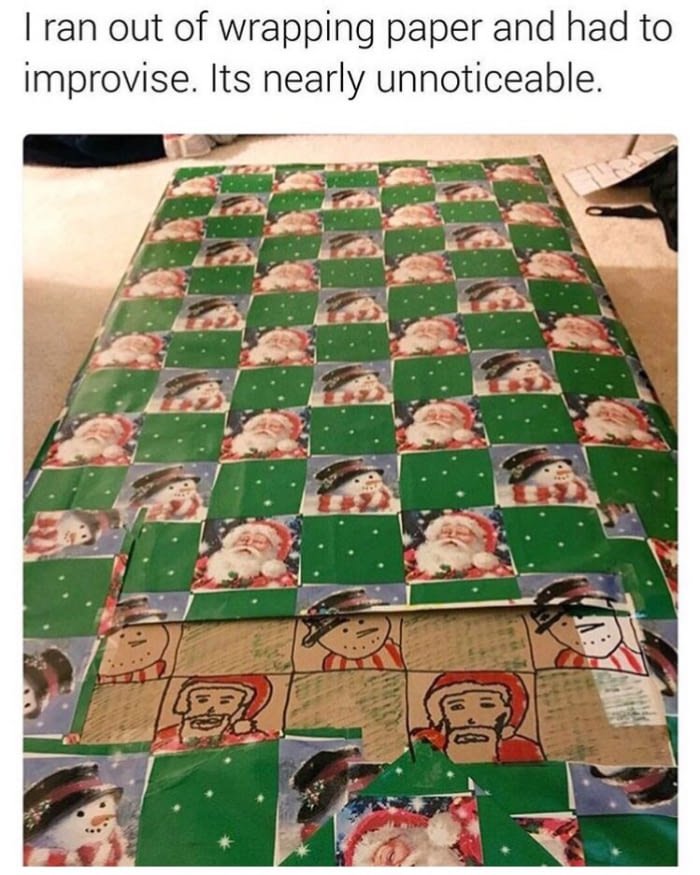 I ran out of wrapping paper and had to
improvise. Its nearly unnoticeable.